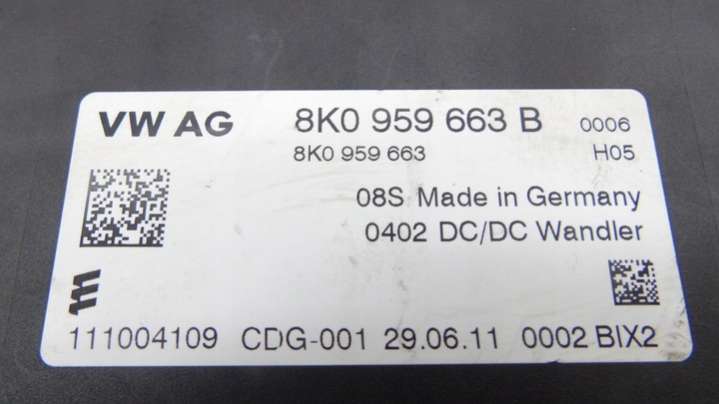 VW AG 8K0 959 663 B 0006
8K0 959 663 H05
08S Made in Germany
0402 DC/DC Wandler
111004109 CDG-001 29.06.11 0002 BIX2